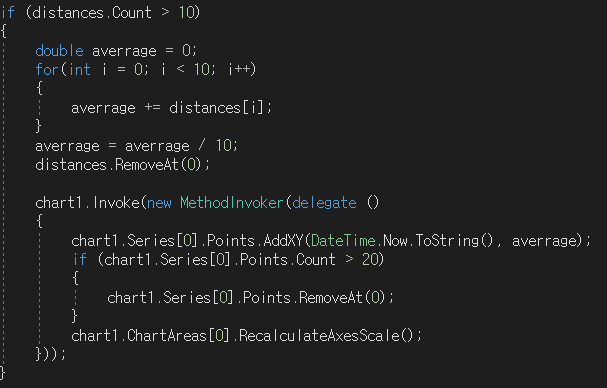 if (distances.Count > 10)
{
double averrage = 0;
for(int i = 0; i < 10; i++)
{
averrage += distances[i];
}
averrage = averrage / 10;
distances.RemoveAt(0);
chart1.Invoke(new MethodInvoker(delegate ()
{
chart1.Series[0].Points.AddXY(DateTime.Now.ToString(), averrage);
if (chart1.Series[0].Points.Count > 20)
{
chart1.Series[0].Points.RemoveAt(0);
}
chart1.ChartAreas[0].RecalculateAxesScale();
}));
}